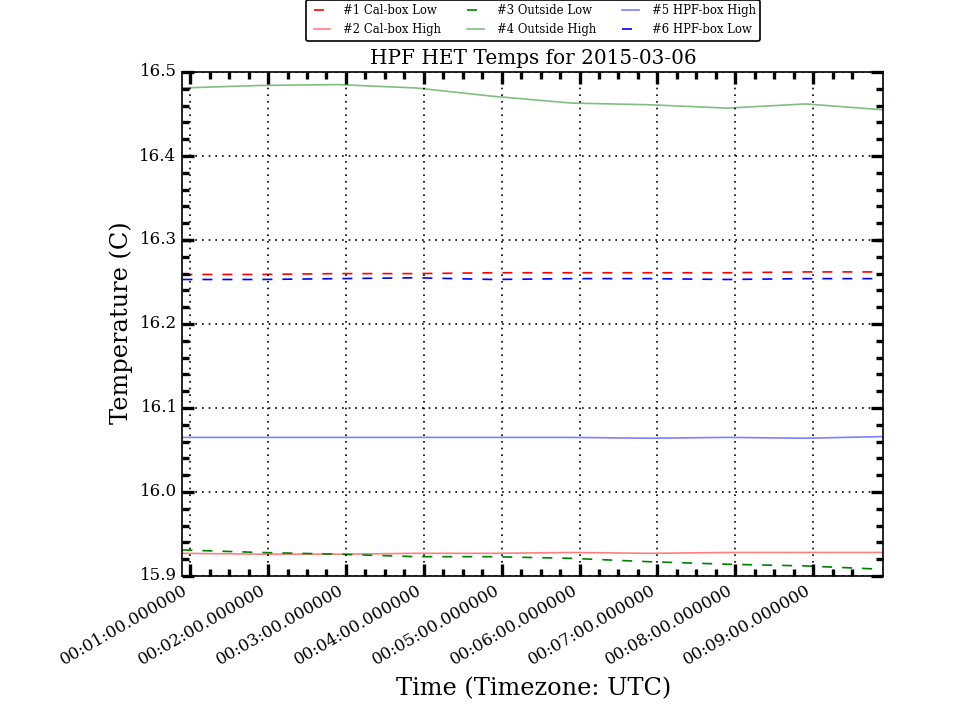 #1 Cal-box Low #3 Outside Low #5 HPF-box High
#2 Cal-box High #4 Outside High #6 HPF-box Low
HPF HET Temps for 2015-03-06
16.5
16.4
16.3
16.2
16.1
16.0
15.9
Temperature (C)
00:01:00.000000 00:02:00.000000 00:03:00.000000 00:04:00.000000 00:05:00.000000 00:06:00.000000 00:07:00.000000 00:08:00.000000 00:09:00.000000
Time (Timezone: UTC)